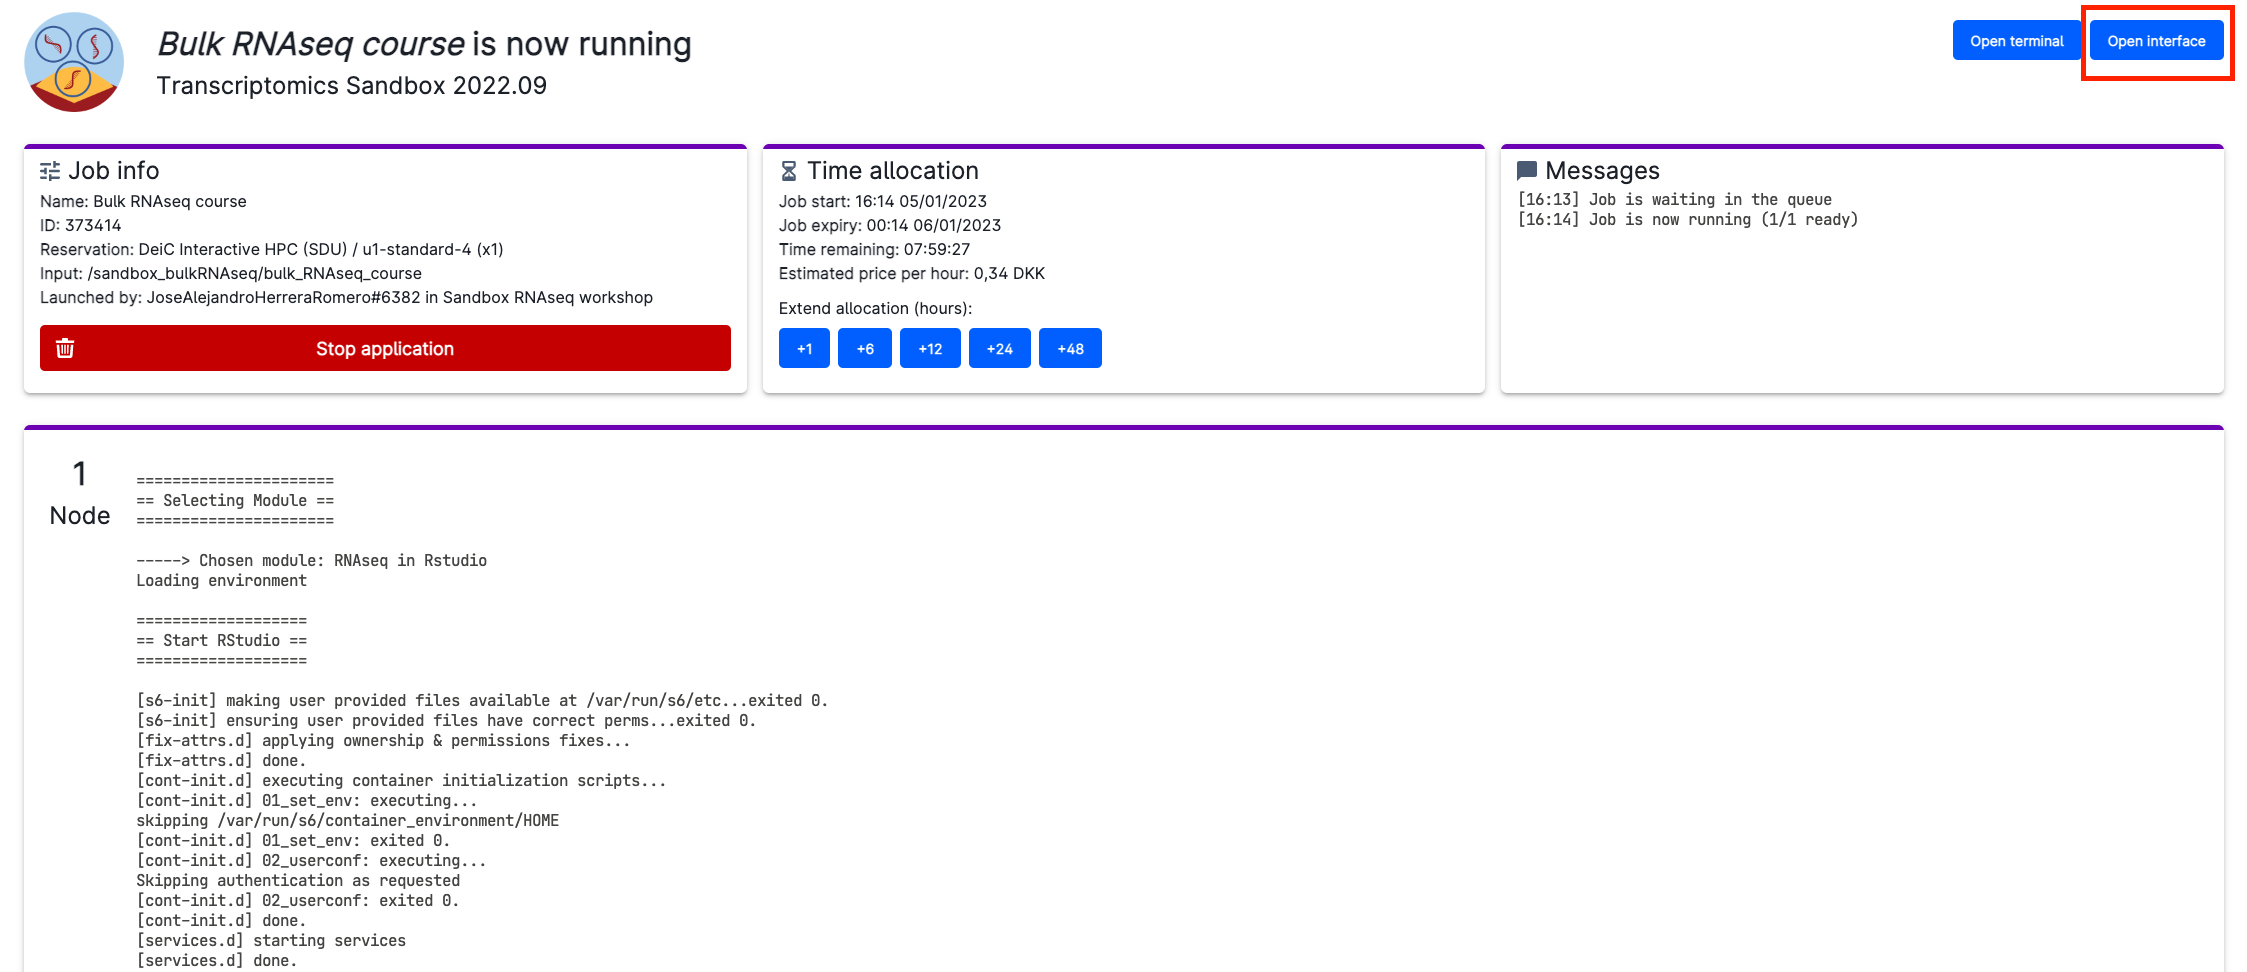 Bulk RNAseq course is now running
Transcriptomics Sandbox 2022.09
Open terminal
Open interface
Job info
Name: Bulk RNAseq course
ID: 373414
Reservation: DeiC Interactive HPC (SDU) / u1-standard-4 (x1)
Input: /sandbox_bulkRNAseq/bulk_RNAseq_course
Launched by: JoseAlejandroHerreraRomero#6382 in Sandbox RNAseq workshop
Stop application
Time allocation
Job start: 16:14 05/01/2023
Job expiry: 00:14 06/01/2023
Time remaining: 07:59:27
Estimated price per hour: 0,34 DKK
Extend allocation (hours):
+1 +6 +12 +24 +48
Messages
[16:13] Job is waiting in the queue
[16:14] Job is now running (1/1 ready)
1
Node
======================
== Selecting Module ==
======================
-----> Chosen module: RNAseq in Rstudio
Loading environment
===================
== Start RStudio ==
===================
[s6-init] making user provided files available at /var/run/s6/etc...exited 0.
[s6-init] ensuring user provided files have correct perms...exited 0.
[fix-attrs.d] applying ownership & permissions fixes...
[fix-attrs.d] done.
[cont-init.d] executing container initialization scripts...
[cont-init.d] 01_set_env: executing...
skipping /var/run/s6/container_environment/HOME
[cont-init.d] 01_set_env: exited 0.
[cont-init.d] 02_userconf: executing...
Skipping authentication as requested
[cont-init.d] 02_userconf: exited 0.
[cont-init.d] done.
[services.d] starting services
[services.d] done.